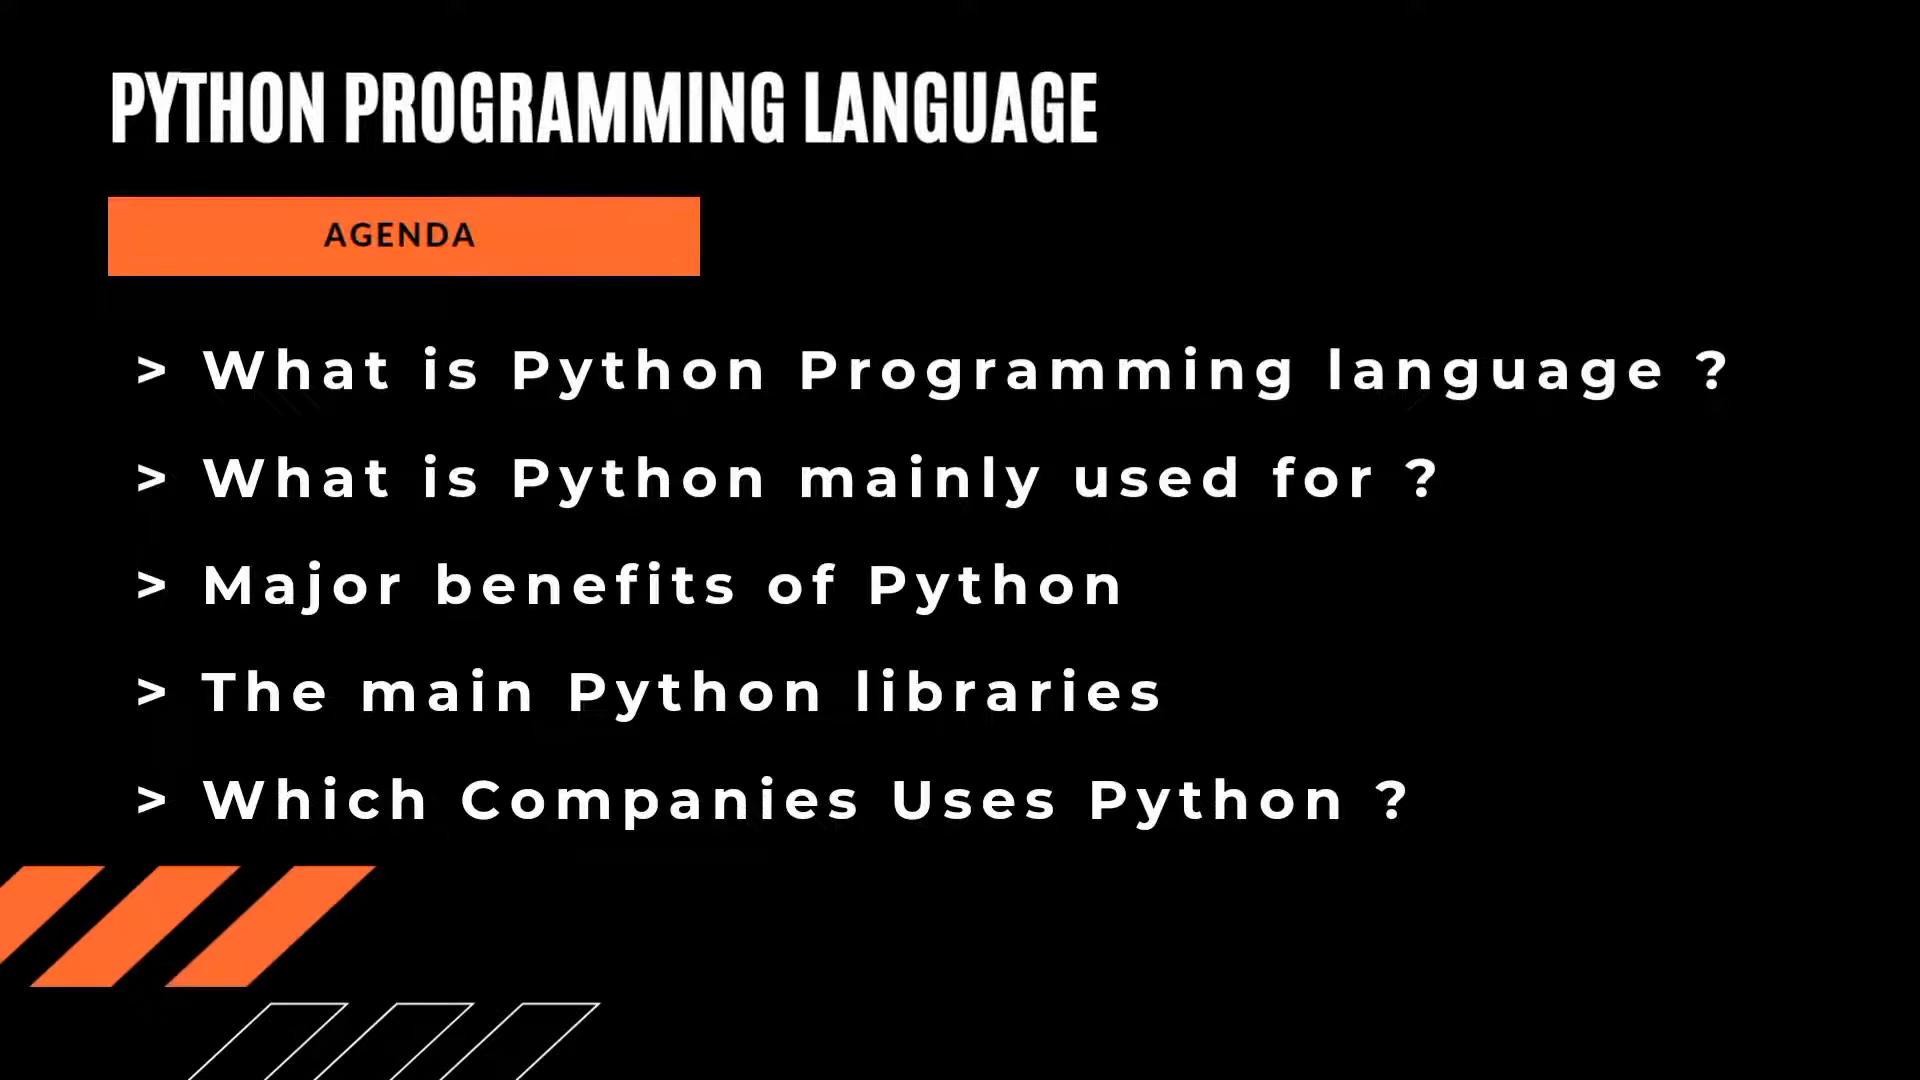 PYTHON PROGRAMMING LANGUAGE
AGENDA
> What is Python Programming language ?
> What is Python mainly used for ?
> Major benefits of Python
> The main Python libraries
> Which Companies Uses Python ?